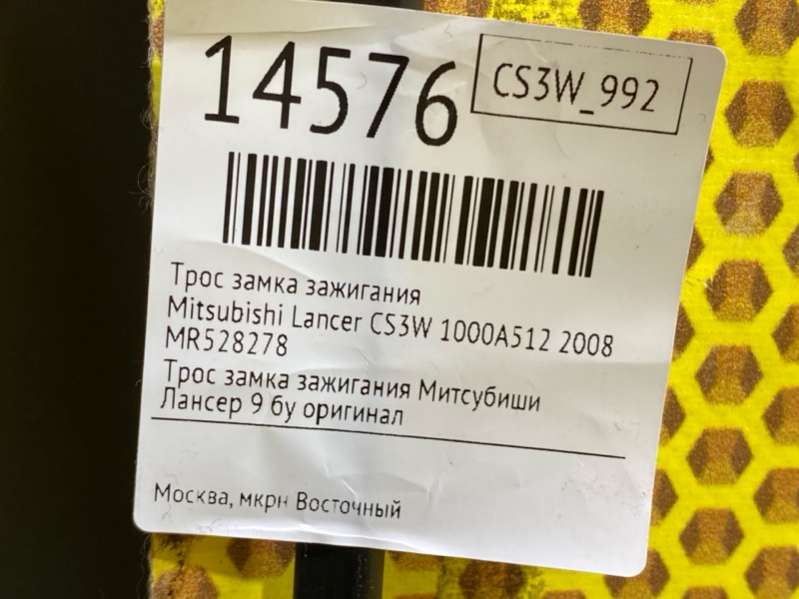 14576
CS3W_992
Трос замка зажигания
Mitsubishi Lancer CS3W 1000A512 2008
MR528278
Трос замка зажигания Митсубиши
Лансер 9 бу оригинал
Москва, мкрн Восточный